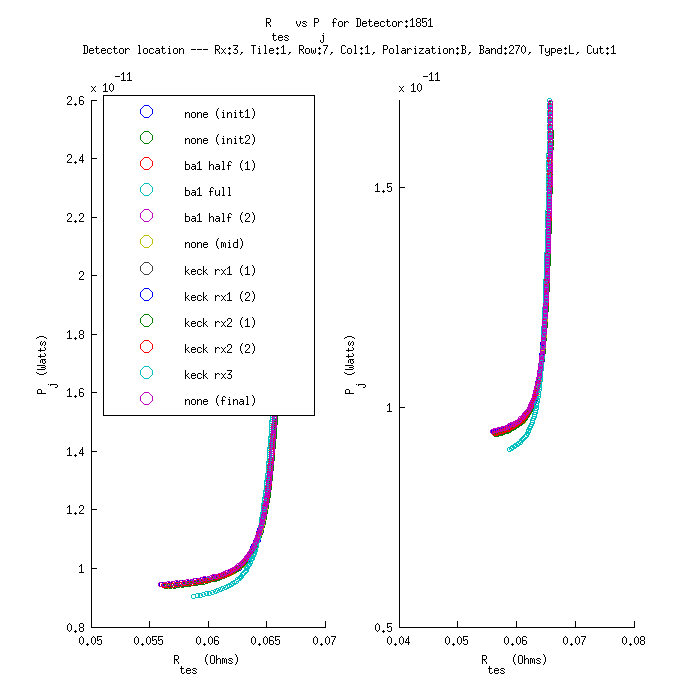 R    vs P  for Detector:1851
tes    j
Detector location --- Rx:3, Tile:1, Row:7, Col:1, Polarization:B, Band:270, Type:L, Cut:1
x 10^-11
2.6
2.4
2.2
2
1.8
1.6
1.4
1.2
1
0.8
P_j (Watts)
none (init1)
none (init2)
ba1 half (1)
ba1 full
ba1 half (2)
none (mid)
keck rx1 (1)
keck rx1 (2)
keck rx2 (1)
keck rx2 (2)
keck rx3
none (final)
0.05 0.055 0.06 0.065 0.07
R_tes (Ohms)
x 10^-11
1.5
1
0.5
P_j (Watts)
0.04 0.05 0.06 0.07 0.08
R_tes (Ohms)